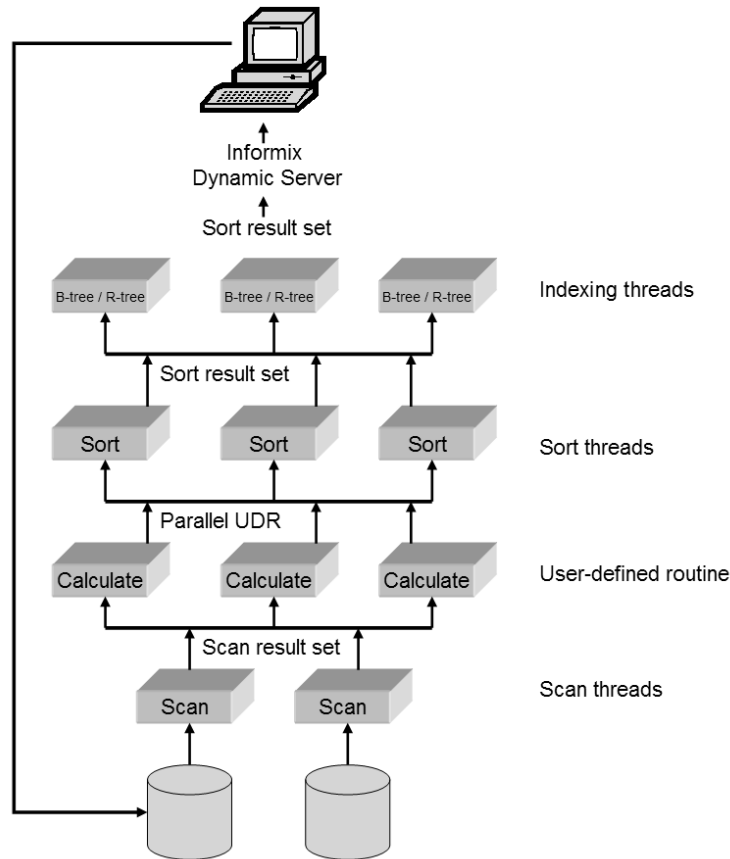 Informix
Dynamic Server
Sort result set
B-tree / R-tree B-tree / R-tree B-tree / R-tree Indexing threads
Sort result set
Sort Sort Sort Sort threads
Parallel UDR
Calculate Calculate Calculate User-defined routine
Scan result set
Scan Scan Scan threads